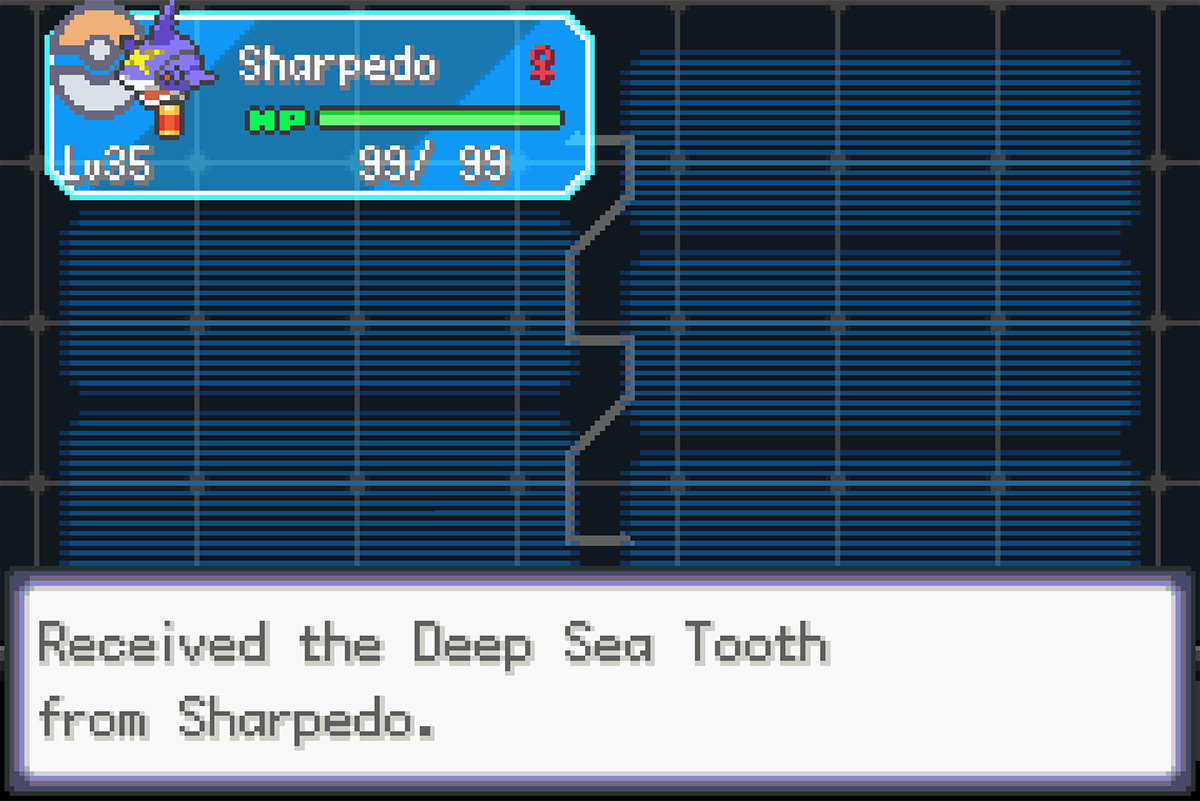 Sharpedo ♀
HP
Lv35 99/ 99
Received the Deep Sea Tooth
from Sharpedo.